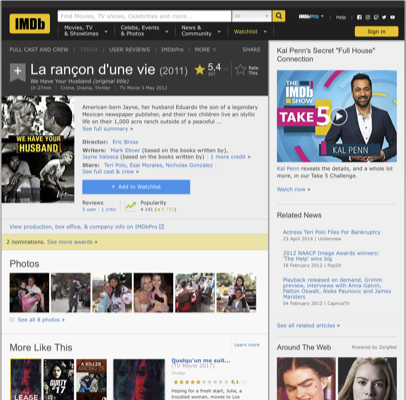 IMDb
Find Movies, TV shows, Celebrities and more...
All
Movies, TV & Showtimes
Celebs, Events & Photos
News & Community
Watchlist
IMDbPro
Help
Sign in
FULL CAST AND CREW | TRIVIA | USER REVIEWS | IMDbPro | MORE
SHARE
La rançon d'une vie (2011)
We Have Your Husband (original title)
1h 27min | Crime, Drama, Thriller | TV Movie 3 May 2012
5,4
Rate This
WE HAVE YOUR HUSBAND
American-born Jayne, her husband Eduardo the son of a legendary
Mexican newspaper publisher, and their two children live an idyllic
life on their 1,000 acre ranch outside of a peaceful ...
See full summary »
Director: Eric Bross
Writers: Mark Ebner (based on the books written by),
Jayne Valseca (based on the books written by) | 1 more credit »
Stars: Teri Polo, Esai Morales, Nicholas Gonzalez
See full cast & crew »
+ Add to Watchlist
Reviews
5 user | 1 critic
Popularity
4 141
View production, box office, & company info on IMDbPro
2 nominations. See more awards »
Photos
See all 8 photos »
More Like This
Learn more
LEASE
GUILTY
AT
17
A KILLER
AMONG US
Quelqu'un me suit...
(TV Movie 2017)
Thriller
5,1
Hoping for a fresh start, Julia, a
troubled woman, moves to Los
Kal Penn's Secret "Full House"
Connection
THE IMDb SHOW
TAKE 5
KAL PENN
Kal Penn reveals the details, and a whole lot
more, in our Take 5 Challenge.
Watch now »
Related News
Actress Teri Polo Files For Bankruptcy
23 April 2014 | Uinterview
2012 NAACP Image Awards winners:
'The Help' wins big
18 February 2012 | Pop2it
Playback released on demand, Grimm
preview, interviews with Anna Galvin,
Patton Oswalt, Aleks Paunovic and James
Masters
04 February 2012 | CapricaTV
See all related articles »
Around The Web
Powered by ZergNet